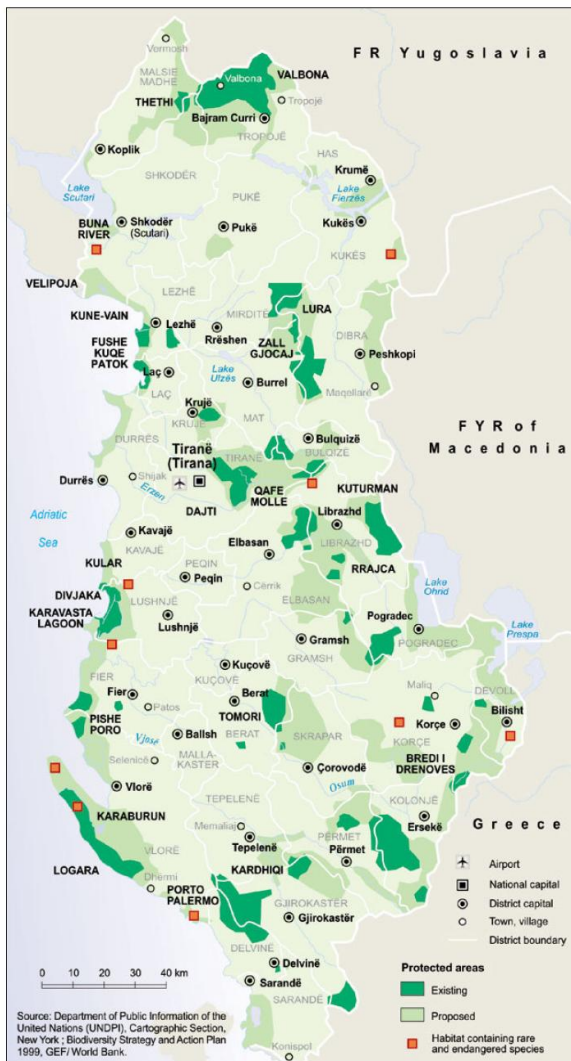 FR Yugoslavia
Vermosh
MALSIE
MADHE
Valbona
VALBONA
THETHI
Tropojë
Bajram Curri
TROPOJË
Koplik
HAS
SHKODËR
Krumë
Lake
Scutari
PUKË
Lake
Fierzës
BUNA
RIVER
Shkodër
(Scutari)
Pukë
Kukës
KUKËS
VELIPOJA
LEZHË
KUNE-VAIN
MIRDITË
LURA
Lezhë
Rrëshen
ZALL
GJOCAJ
DIBRA
FUSHE
KUQE
PATOK
Peshkopi
Laç
Lake
Ulzës
Burrel
Maqellarë
LAÇ
Krujë
KRUJË
MAT
FYR of
Macedonia
DURRËS
Tiranë
(Tirana)
TIRANË
Bulqizë
BULQIZË
Shijak
Durrës
Erzen
QAFE
MOLLE
KUTURMAN
DAJTI
Librazhd
Adriatic
Sea
Kavajë
KAVAJË
Elbasan
LIBRAZHD
KULAR
PEQIN
Peqin
RRAJCA
Cërrik
Lake
Ohrid
DIVJAKA
KARAVASTA
LAGOON
LUSHNJË
ELBASAN
Lushnjë
Pogradec
Lake
Prespa
Gramsh
POGRADEC
GRAMSH
FIER
Kuçovë
KUÇOVË
Maliq
DEVOLL
Fier
Berat
Bilisht
Patos
TOMORI
Korçë
PISHE
PORO
Ballsh
BERAT
SKRAPAR
KORÇË
Vjosë
MALLA-
KASTER
BREDI I
DRENOVES
Selenicë
Çorovodë
Vlorë
Osum
KOLONJË
TEPELENË
Ersekë
KARABURUN
Memaliaj
PËRMET
Greece
VLORË
Tepelenë
Përmet
LOGARA
KARDHIQI
Dhërmi
PORTO
PALERMO
GJIROKASTËR
Gjirokastër
DELVINË
Delvinë
Sarandë
SARANDË
Konispol
Airport
National capital
District capital
Town, village
District boundary
Protected areas
Existing
Proposed
Habitat containing rare
and endangered species
0 10 20 30 40 km
Source: Department of Public Information of the
United Nations (UNDPI), Cartographic Section,
New York ; Biodiversity Strategy and Action Plan
1999, GEF/ World Bank.